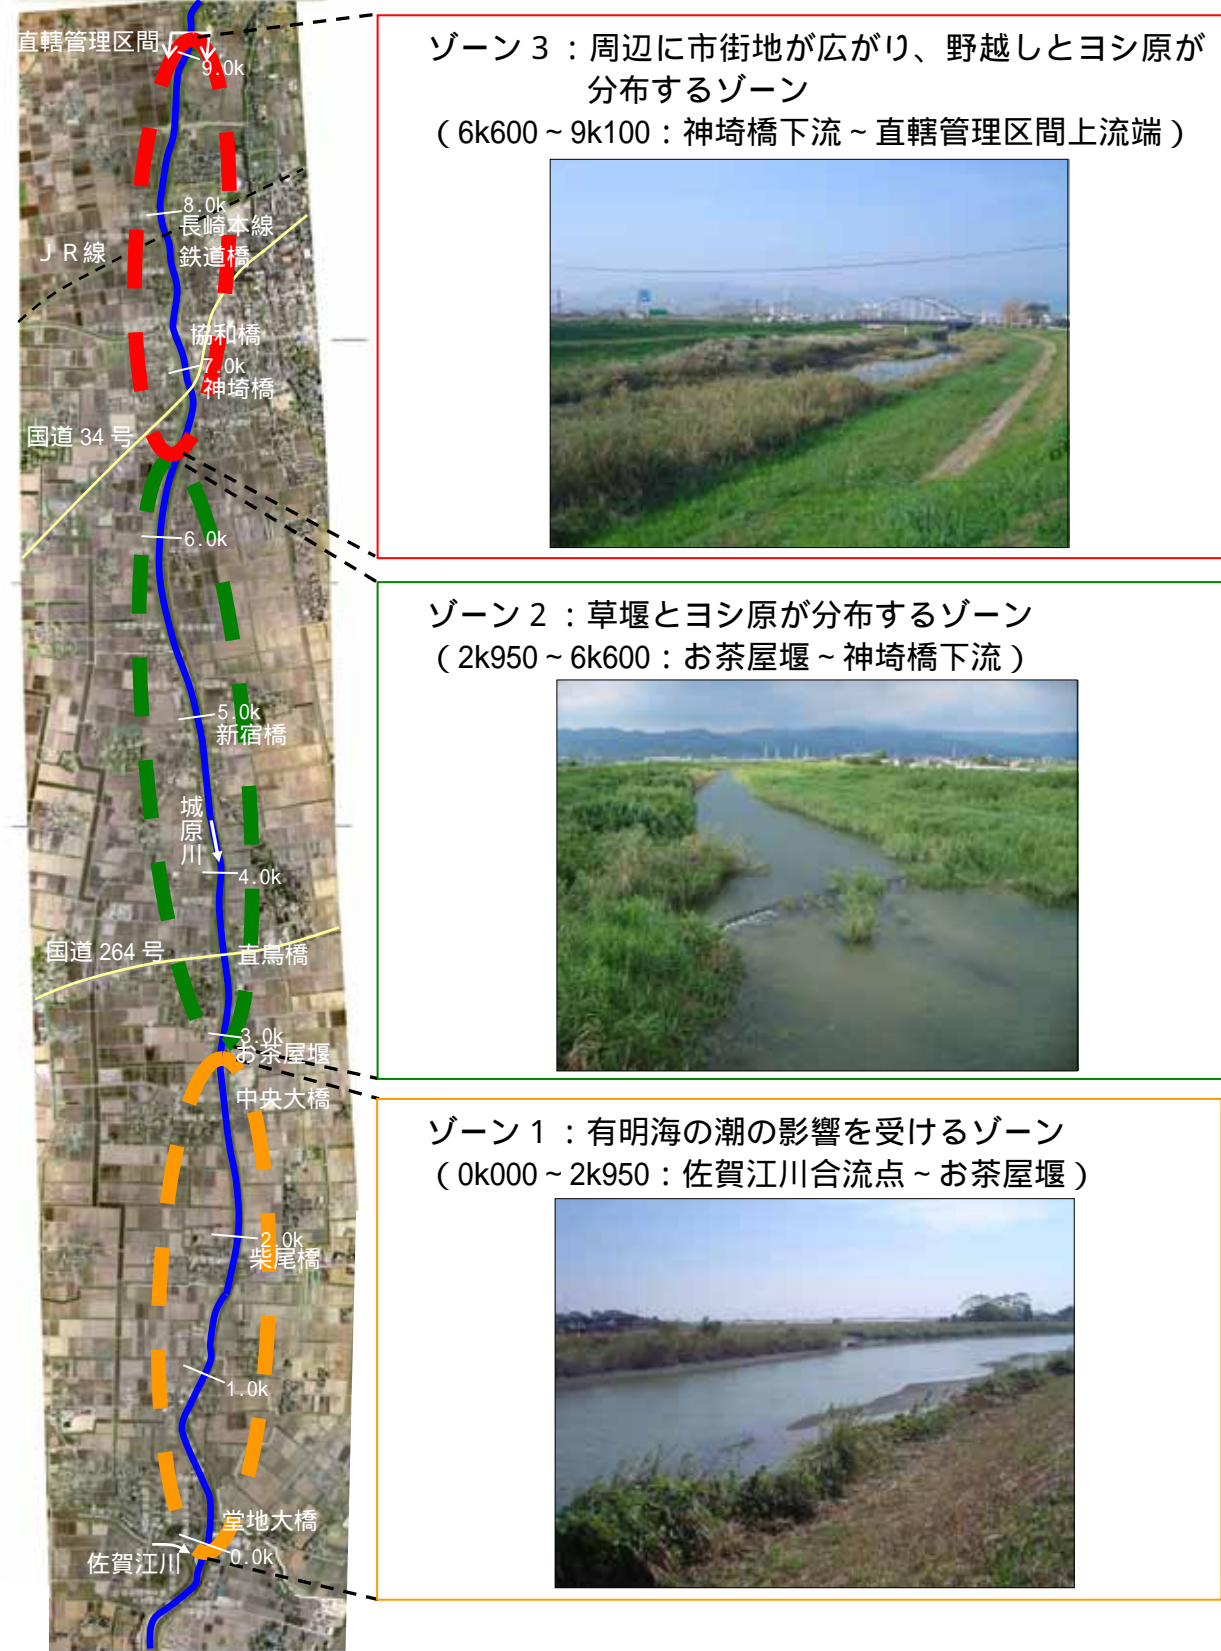 直轄管理区間
9.0k
8.0k
長崎本線
鉄道橋
JR線
協和橋
7.0k
神埼橋
国道 34 号
6.0k
5.0k
新宿橋
城原川
4.0k
国道 264 号
直鳥橋
3.0k
お茶屋堰
中央大橋
2.0k
柴尾橋
1.0k
堂地大橋
佐賀江川
0.0k
ゾーン 3 ：周辺に市街地が広がり、野越しとヨシ原が
分布するゾーン
（ 6k600 ~ 9k100：神埼橋下流 ~ 直轄管理区間上流端 ）
ゾーン 2 ：草堰とヨシ原が分布するゾーン
（ 2k950 ~ 6k600：お茶屋堰 ~ 神埼橋下流 ）
ゾーン 1 ：有明海の潮の影響を受けるゾーン
（ 0k000 ~ 2k950：佐賀江川合流点 ~ お茶屋堰 ）